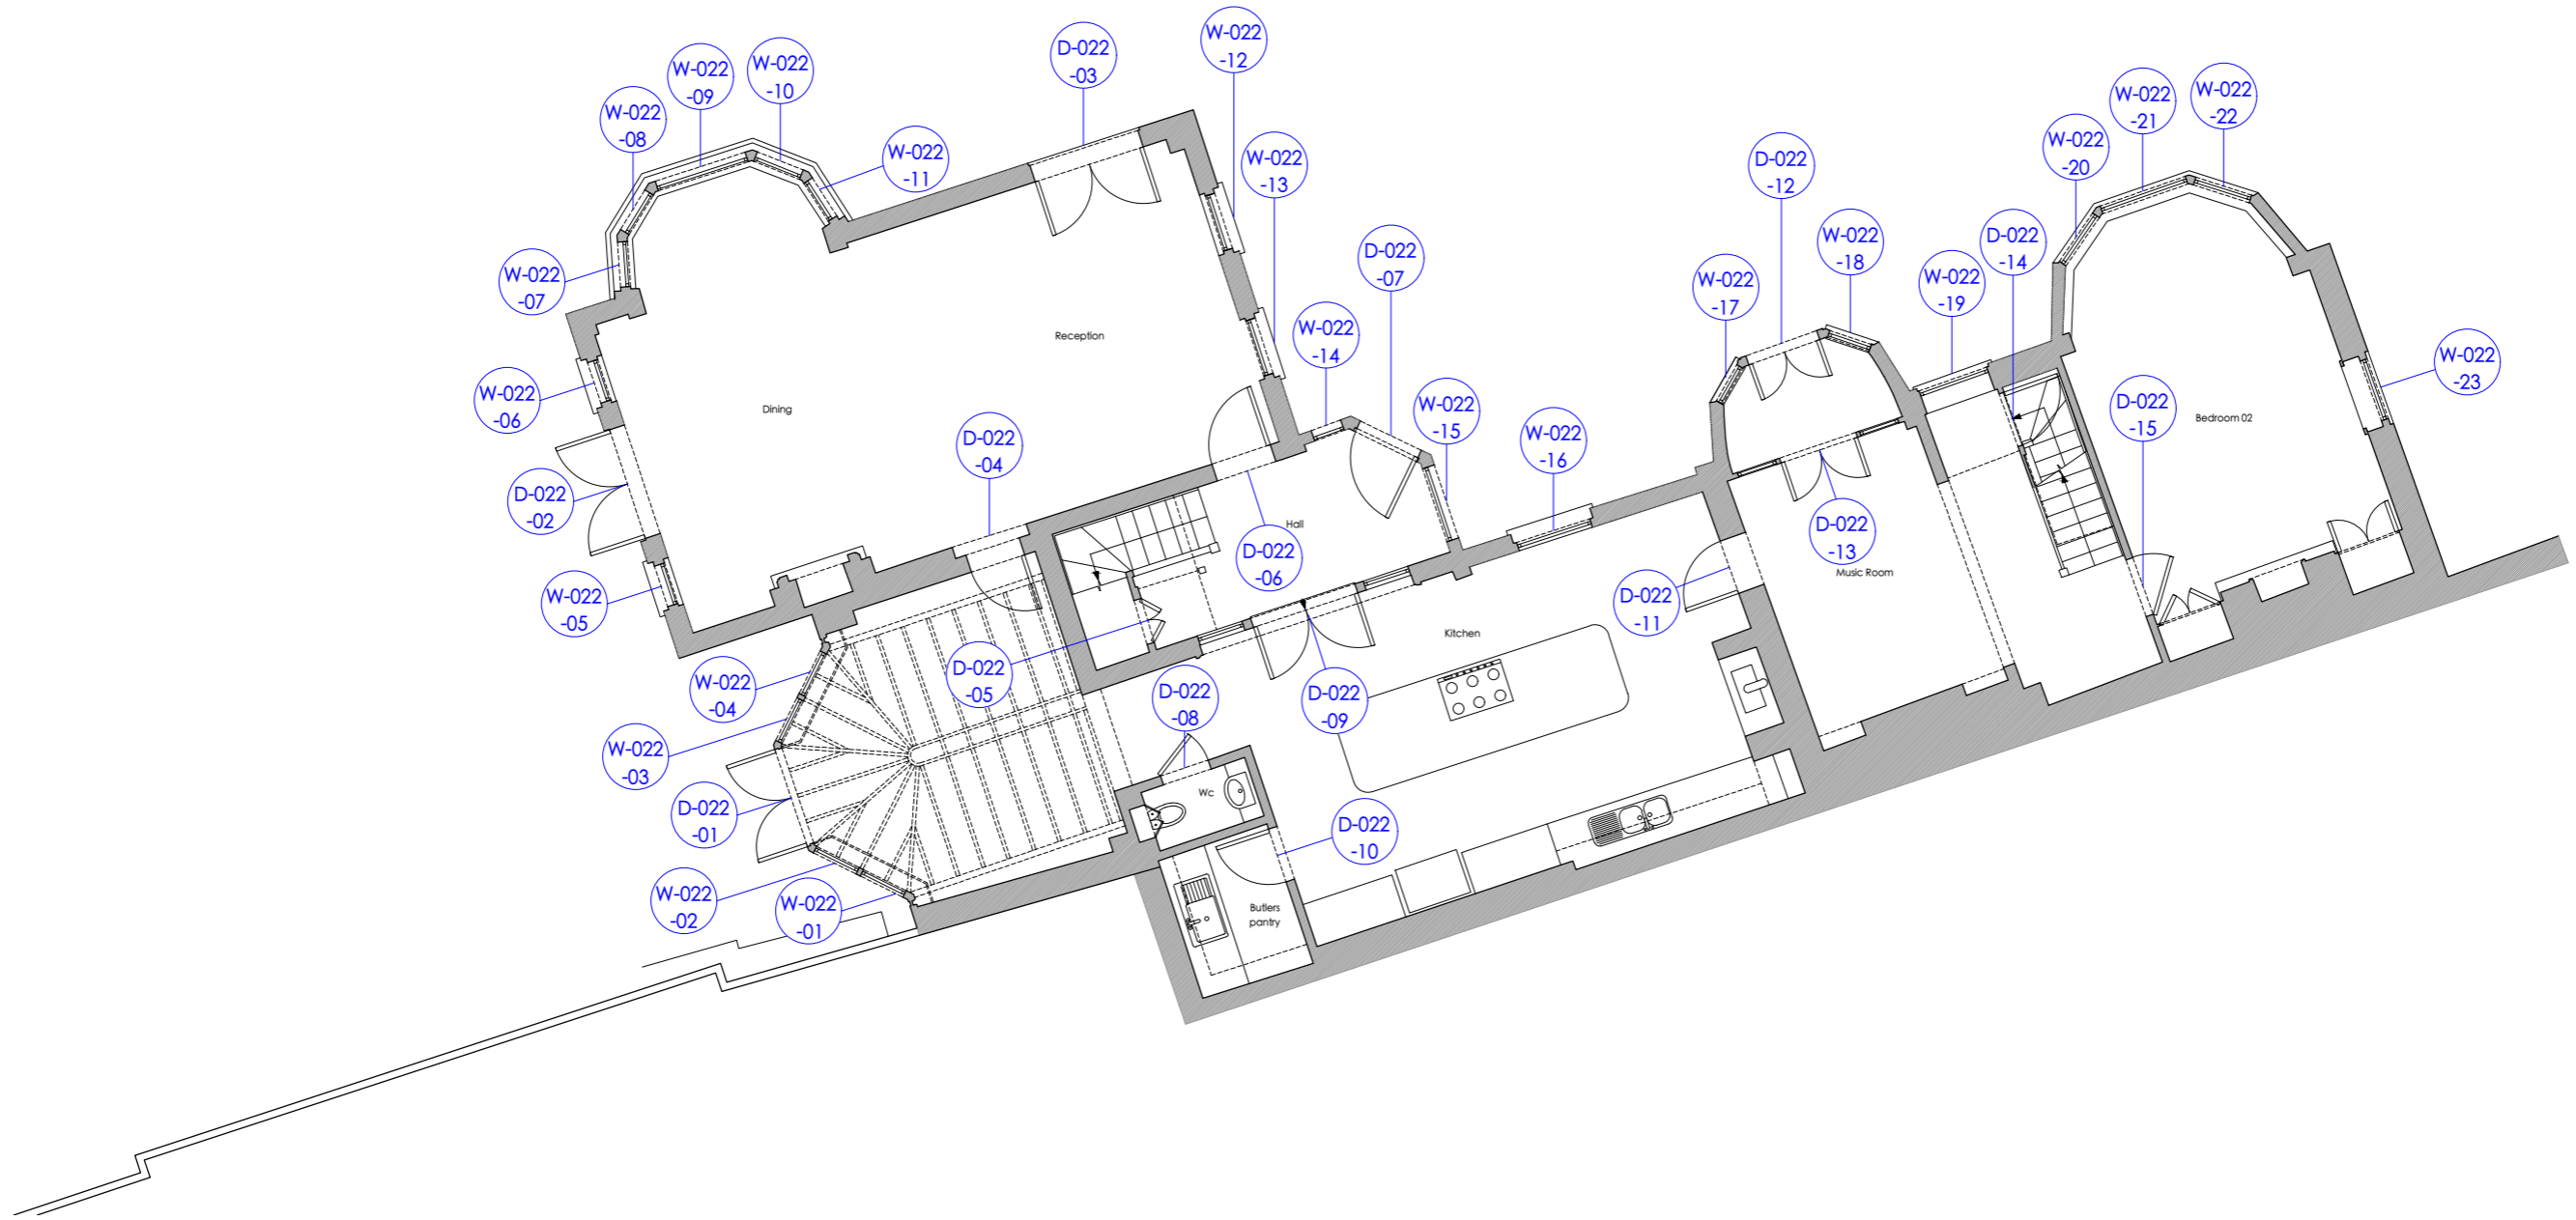 W-022
-12
D-022
-03
W-022
-10
W-022
-09
W-022
-08
W-022
-11
W-022
-13
D-022
-12
W-022
-22
W-022
-21
W-022
-20
W-022
-07
D-022
-07
W-022
-18
D-022
-14
W-022
-19
W-022
-17
W-022
-14
Reception
W-022
-06
Dining
W-022
-15
W-022
-23
D-022
-15
Bedroom 02
D-022
-04
W-022
-16
D-022
-02
Hall
D-022
-06
D-022
-13
Music Room
W-022
-05
D-022
-11
Kitchen
D-022
-05
W-022
-04
D-022
-08
D-022
-09
W-022
-03
Wc
D-022
-01
D-022
-10
W-022
-02
W-022
-01
Butlers
pantry